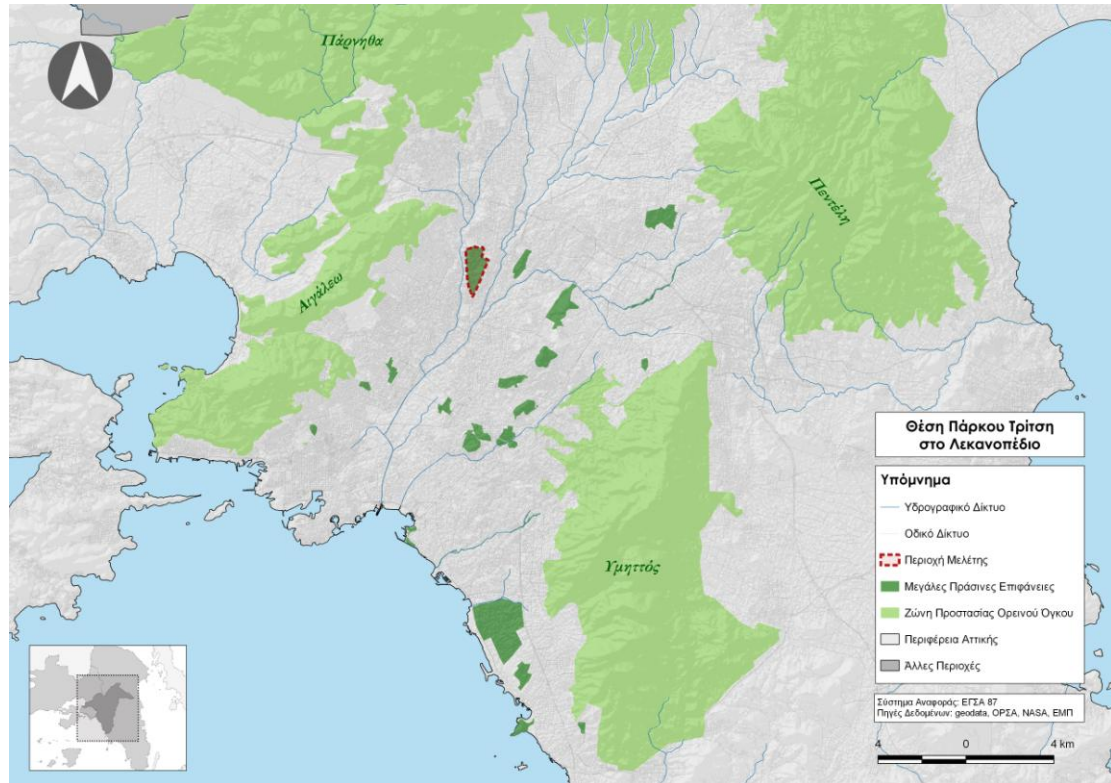 Πάρνηθα
Πεντέλη
Αιγάλεω
Υμηττός
Θέση Πάρκου Τρίτση
στο Λεκανοπέδιο
Υπόμνημα
Υδρογραφικό Δίκτυο
Οδικό Δίκτυο
Περιοχή Μελέτης
Μεγάλες Πράσινες Επιφάνειες
Ζώνη Προστασίας Ορεινού Όγκου
Περιφέρεια Αττικής
Άλλες Περιοχές
Σύστημα Αναφοράς: ΕΓΣΑ 87
Πηγές Δεδομένων: geodata, ΟΡΣΑ, NASA, ΕΜΠ
4 0 4 km